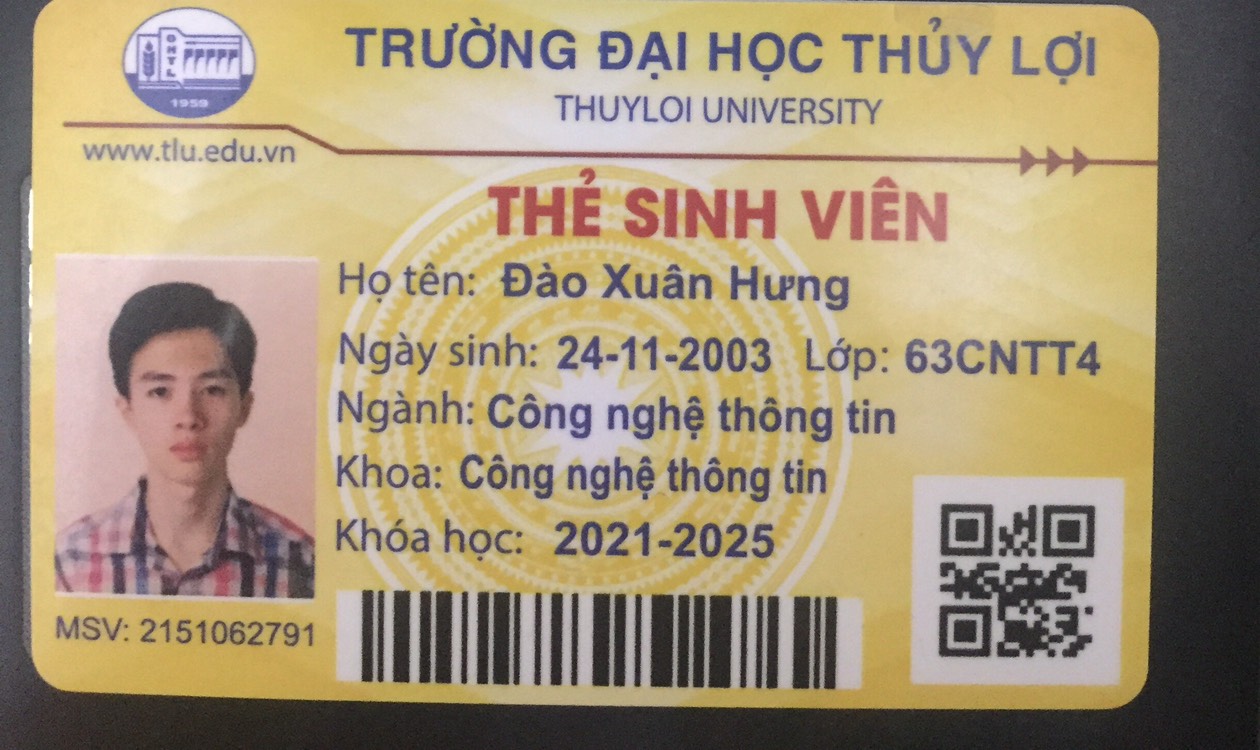 ĐHTL
1959
TRƯỜNG ĐẠI HỌC THỦY LỢI
THUYLOI UNIVERSITY
www.tlu.edu.vn
THẺ SINH VIÊN
Họ tên: Đào Xuân Hưng
Ngày sinh: 24-11-2003 Lớp: 63CNTT4
Ngành: Công nghệ thông tin
Khoa: Công nghệ thông tin
Khóa học: 2021-2025
MSV: 2151062791